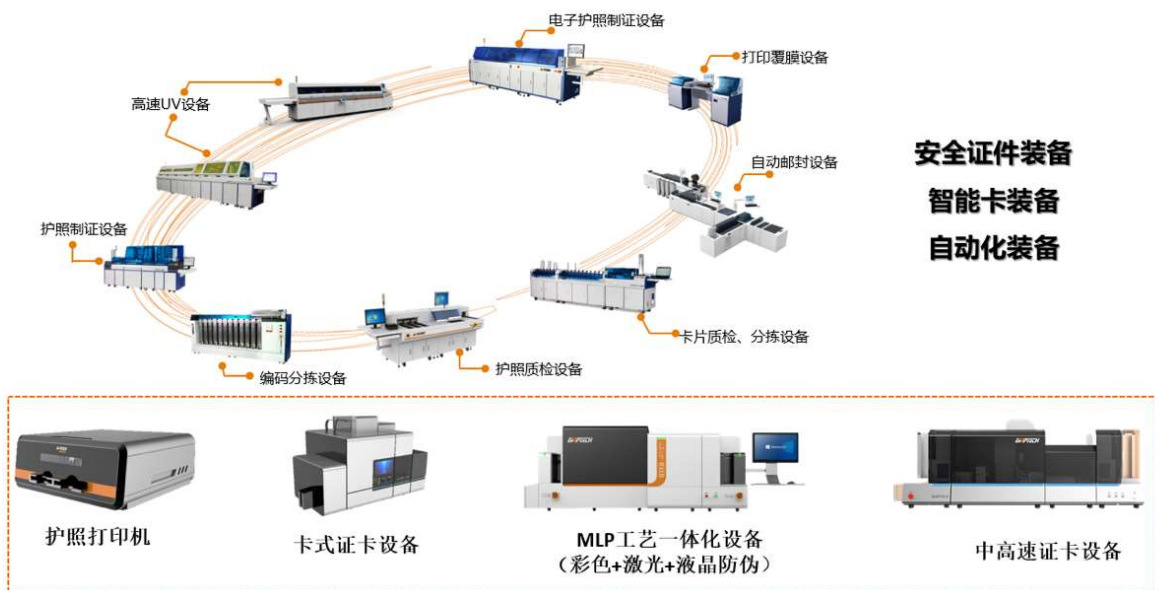 电子护照制证设备
打印覆膜设备
高速UV设备
安全证件装备
自动邮封设备
智能卡装备
护照制证设备
自动化装备
卡片质检、分拣设备
护照质检设备
编码分拣设备
GOOPTECH
护照打印机
卡式证卡设备
MLP工艺一体化设备
（彩色+激光+液晶防伪）
中高速证卡设备